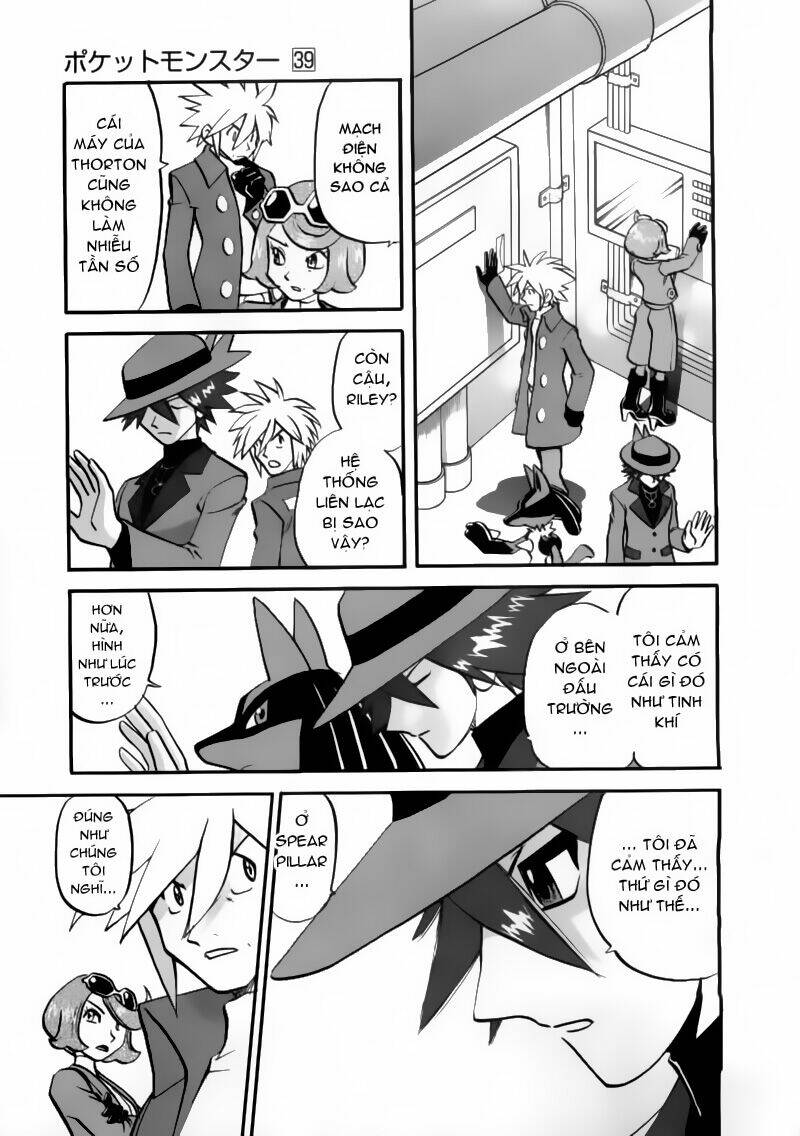 ポケットモンスター 39
MẠCH
ĐIỆN
KHÔNG
SAO CẢ
CÁI
MÁY CỦA
THORTON
CŨNG
KHÔNG
LÀM
NHIỄU
TẦN SỐ
CÒN
CẬU,
RILEY?
HỆ
THỐNG
LIÊN LẠC
BỊ SAO
VẬY?
TÔI CẢM
THẤY CÓ
CÁI GÌ ĐÓ
NHƯ TINH
KHÍ
Ở BÊN
NGOÀI
ĐẤU
TRƯỜNG
...
HƠN
NỮA,
HÌNH
NHƯ LÚC
TRƯỚC
...
... TÔI ĐÃ
CẢM THẤY...
THỨ GÌ ĐÓ
NHƯ THẾ...
Ở
SPEAR
PILLAR
...
ĐÚNG
NHƯ
CHÚNG
TÔI
NGHĨ...